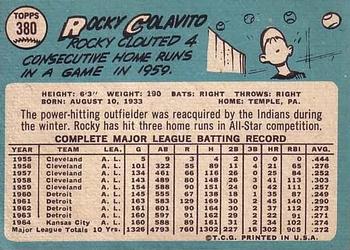 TOPPS
380
ROCKY COLAVITO
ROCKY CLOUTED 4
CONSECUTIVE HOME RUNS
IN A GAME IN 1959.
HEIGHT: 6'3" WEIGHT: 190 BATS: RIGHT THROWS: RIGHT
BORN: AUGUST 10, 1933 HOME: TEMPLE, PA.
The power-hitting outfielder was reacquired by the Indians during
the winter. Rocky has hit three home runs in All-Star competition.
COMPLETE MAJOR LEAGUE BATTING RECORD
YEAR TEAM LEA G AB R H 2B 3B HR RBI AVG.
1955 Cleveland A. L. 5 9 3 4 2 0 0 0 .444
1956 Cleveland A. L. 101 322 55 89 11 4 21 65 .276
1957 Cleveland A. L. 134 461 66 116 26 0 25 84 .252
1958 Cleveland A. L. 143 489 80 148 26 3 41 113 .303
1959 Cleveland A. L. 154 588 90 151 24 0 42 111 .257
1960 Detroit A. L. 145 555 67 138 18 1 35 87 .249
1961 Detroit A. L. 163 583 129 169 30 2 45 140 .290
1962 Detroit A. L. 161 601 90 164 30 2 37 112 .273
1963 Detroit A. L. 160 597 91 162 29 2 22 91 .271
1964 Kansas City A. L. 160 588 89 161 31 2 34 102 .274
Major League Totals 10 Yrs. 1326 4793 760 1302 227 16 302 905 .272
©T.C.G. PRINTED IN U.S.A.